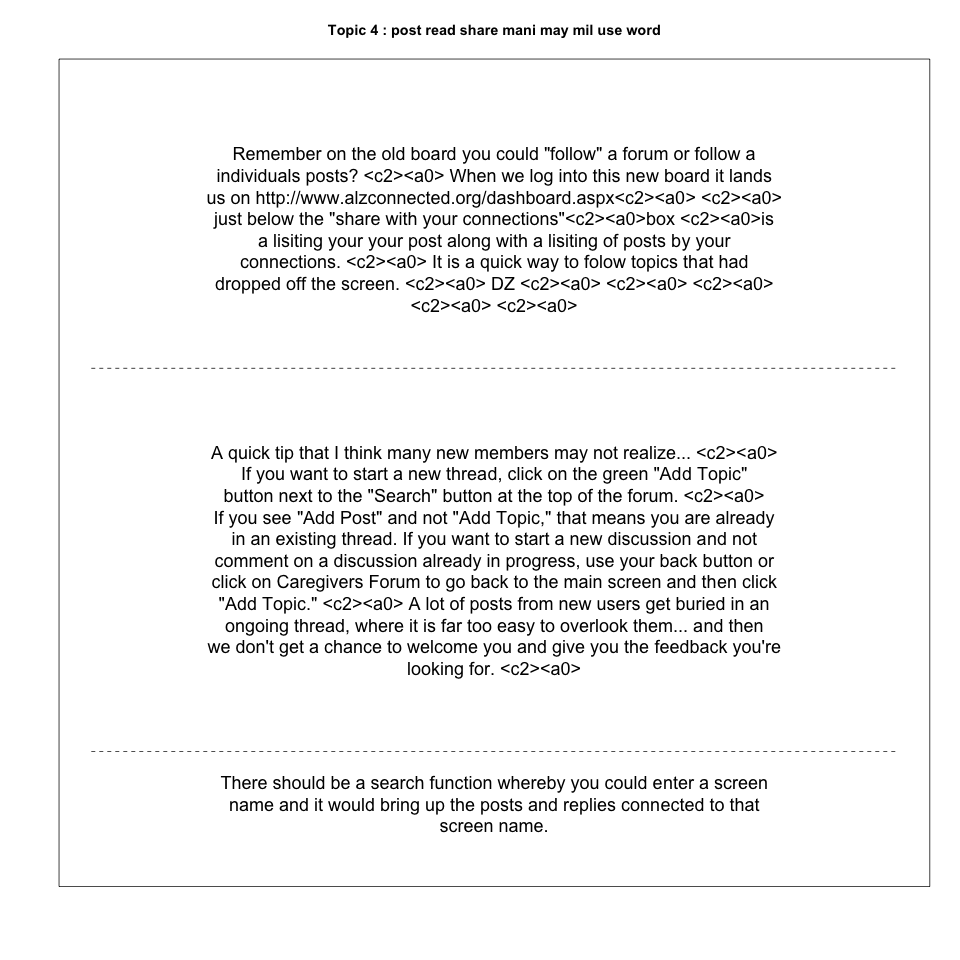 Topic 4 : post read share mani may mil use word
Remember on the old board you could "follow" a forum or follow a
individuals posts? <c2><a0> When we log into this new board it lands
us on http://www.alzconnected.org/dashboard.aspx<c2><a0> <c2><a0>
just below the "share with your connections"<c2><a0>box <c2><a0>is
a lisiting your your post along with a lisiting of posts by your
connections. <c2><a0> It is a quick way to folow topics that had
dropped off the screen. <c2><a0> DZ <c2><a0> <c2><a0> <c2><a0>
<c2><a0> <c2><a0>
A quick tip that I think many new members may not realize... <c2><a0>
If you want to start a new thread, click on the green "Add Topic"
button next to the "Search" button at the top of the forum. <c2><a0>
If you see "Add Post" and not "Add Topic," that means you are already
in an existing thread. If you want to start a new discussion and not
comment on a discussion already in progress, use your back button or
click on Caregivers Forum to go back to the main screen and then click
"Add Topic." <c2><a0> A lot of posts from new users get buried in an
ongoing thread, where it is far too easy to overlook them... and then
we don't get a chance to welcome you and give you the feedback you're
looking for. <c2><a0>
There should be a search function whereby you could enter a screen
name and it would bring up the posts and replies connected to that
screen name.